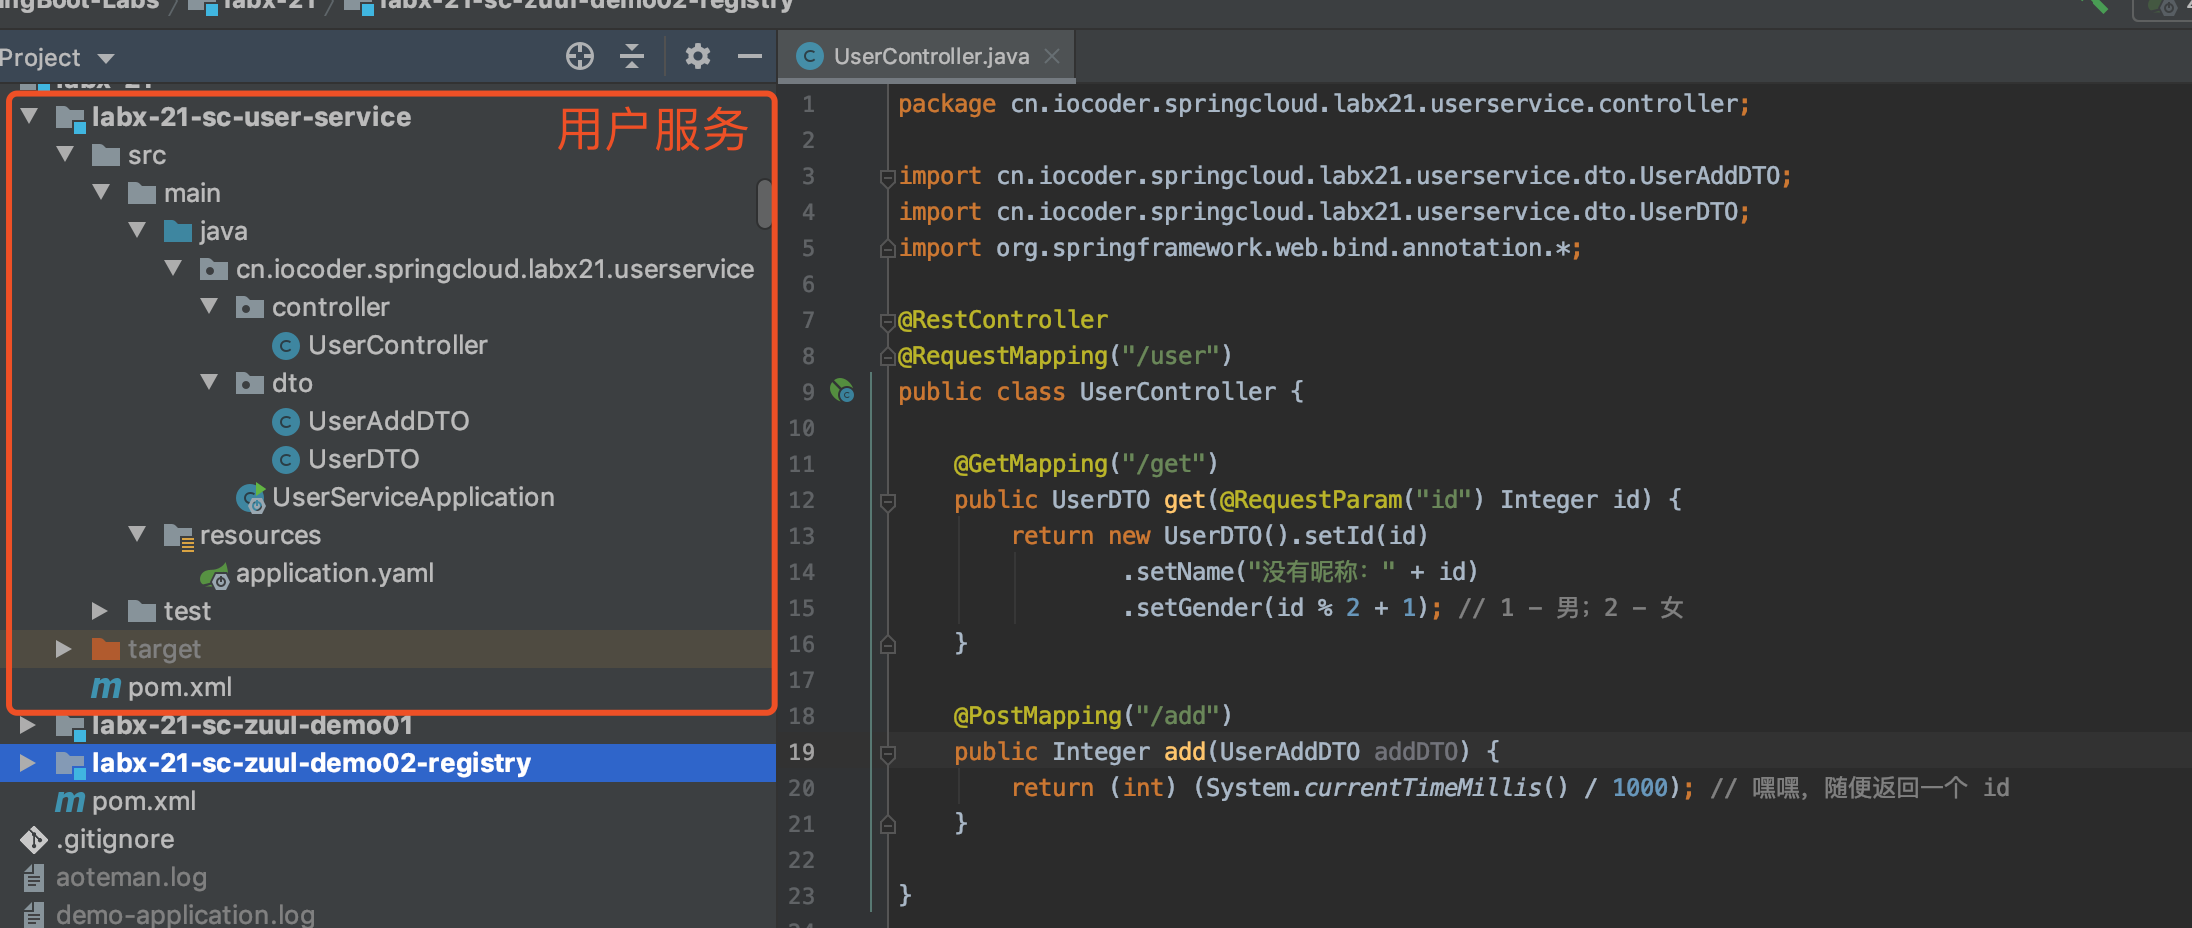 labx-21 / labx-21-sc-zuul-demo02-registry
Project
UserController.java
labx-21
labx-21-sc-user-service
用户服务
src
main
java
cn.iocoder.springcloud.labx21.userservice
controller
UserController
dto
UserAddDTO
UserDTO
UserServiceApplication
resources
application.yaml
test
target
pom.xml
labx-21-sc-zuul-demo01
labx-21-sc-zuul-demo02-registry
pom.xml
.gitignore
aoteman.log
demo-application.log
1 package cn.iocoder.springcloud.labx21.userservice.controller;
2
3 import cn.iocoder.springcloud.labx21.userservice.dto.UserAddDTO;
4 import cn.iocoder.springcloud.labx21.userservice.dto.UserDTO;
5 import org.springframework.web.bind.annotation.*;
6
7 @RestController
8 @RequestMapping("/user")
9 public class UserController {
10
11 @GetMapping("/get")
12 public UserDTO get(@RequestParam("id") Integer id) {
13 return new UserDTO().setId(id)
14 .setName("没有昵称：" + id)
15 .setGender(id % 2 + 1); // 1 - 男；2 - 女
16 }
17
18 @PostMapping("/add")
19 public Integer add(UserAddDTO addDTO) {
20 return (int) (System.currentTimeMillis() / 1000); // 嘿嘿，随便返回一个 id
21 }
22
23 }